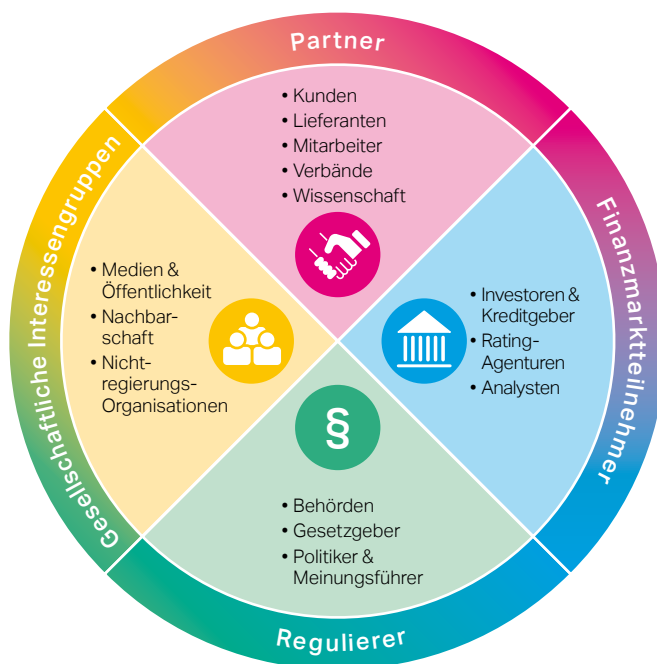 Partner
• Kunden
• Lieferanten
• Mitarbeiter
• Verbände
• Wissenschaft
Gesellschaftliche Interessengruppen
• Medien &
Öffentlichkeit
• Nachbar-
schaft
• Nicht-
regierungs-
Organisationen
Finanzmarktteilnehmer
• Investoren &
Kreditgeber
• Rating-
Agenturen
• Analysten
§
• Behörden
• Gesetzgeber
• Politiker &
Meinungsführer
Regulierer